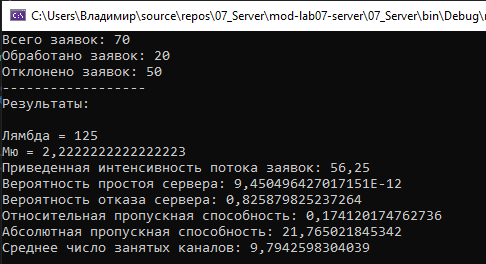 C:\Users\Владимир\source\repos\07_Server\mod-lab07-server\07_Server\bin\Debug\
Всего заявок: 70
Обработано заявок: 20
Отклонено заявок: 50
------------------
Результаты:
Лямбда = 125
Мю = 2,2222222222222223
Приведенная интенсивность потока заявок: 56,25
Вероятность простоя сервера: 9,450496427017151E-12
Вероятность отказа сервера: 0,825879825237264
Относительная пропускная способность: 0,174120174762736
Абсолютная пропускная способность: 21,765021845342
Среднее число занятых каналов: 9,7942598304039